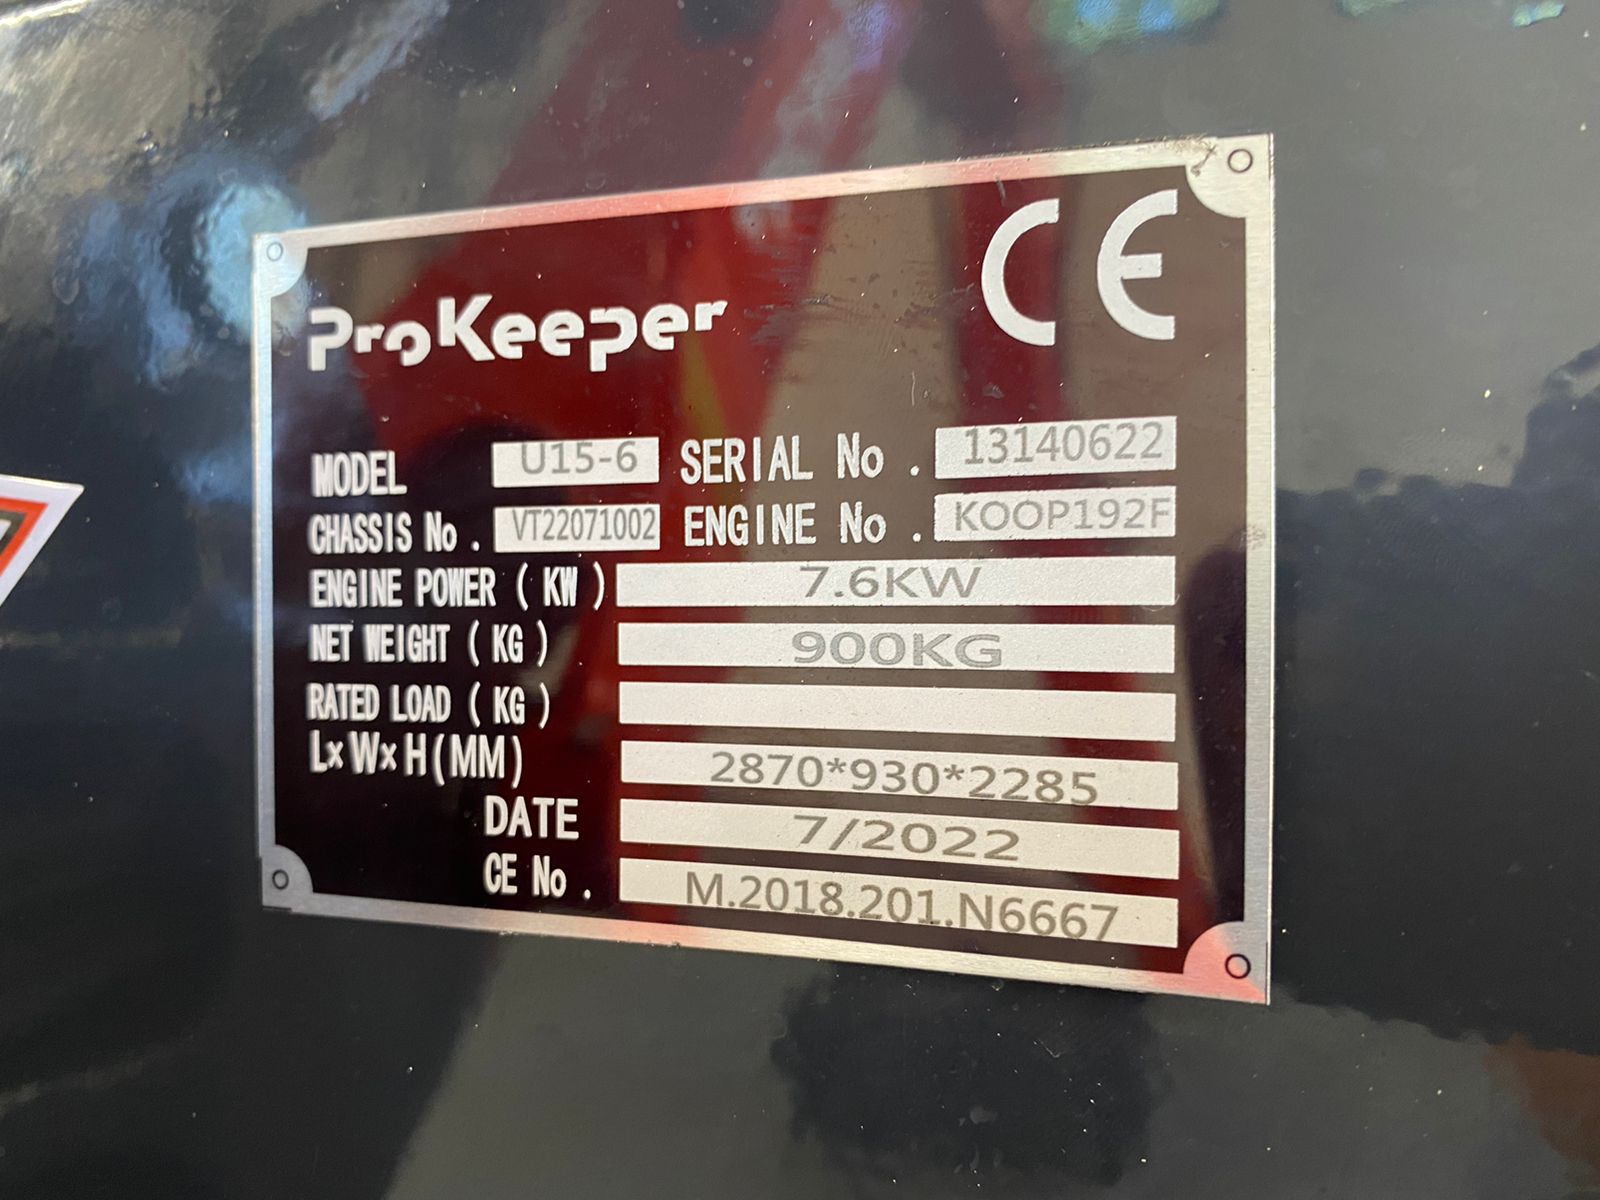 ProKeeper CE
MODEL U15-6 SERIAL No. 13140622
CHASSIS No. VT22071002 ENGINE No. KOOP192F
ENGINE POWER (KW) 7.6KW
NET WEIGHT (KG) 900KG
RATED LOAD (KG)
L×W×H(MM) 2870*930*2285
DATE 7/2022
CE No. M.2018.201.N6667